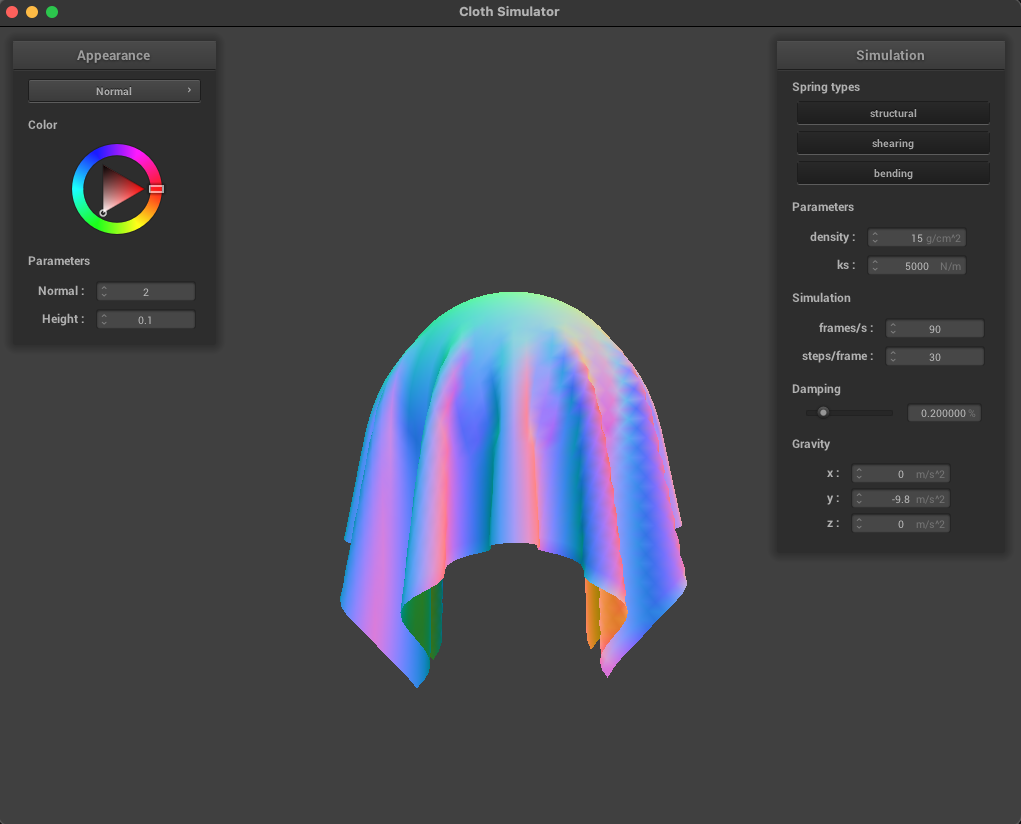 Cloth Simulator
Appearance
Normal ›
Color
Parameters
Normal : 2
Height : 0.1
Simulation
Spring types
structural
shearing
bending
Parameters
density : 15 g/cm^2
ks : 5000 N/m
Simulation
frames/s : 90
steps/frame : 30
Damping
0.200000 %
Gravity
x : 0 m/s^2
y : -9.8 m/s^2
z : 0 m/s^2